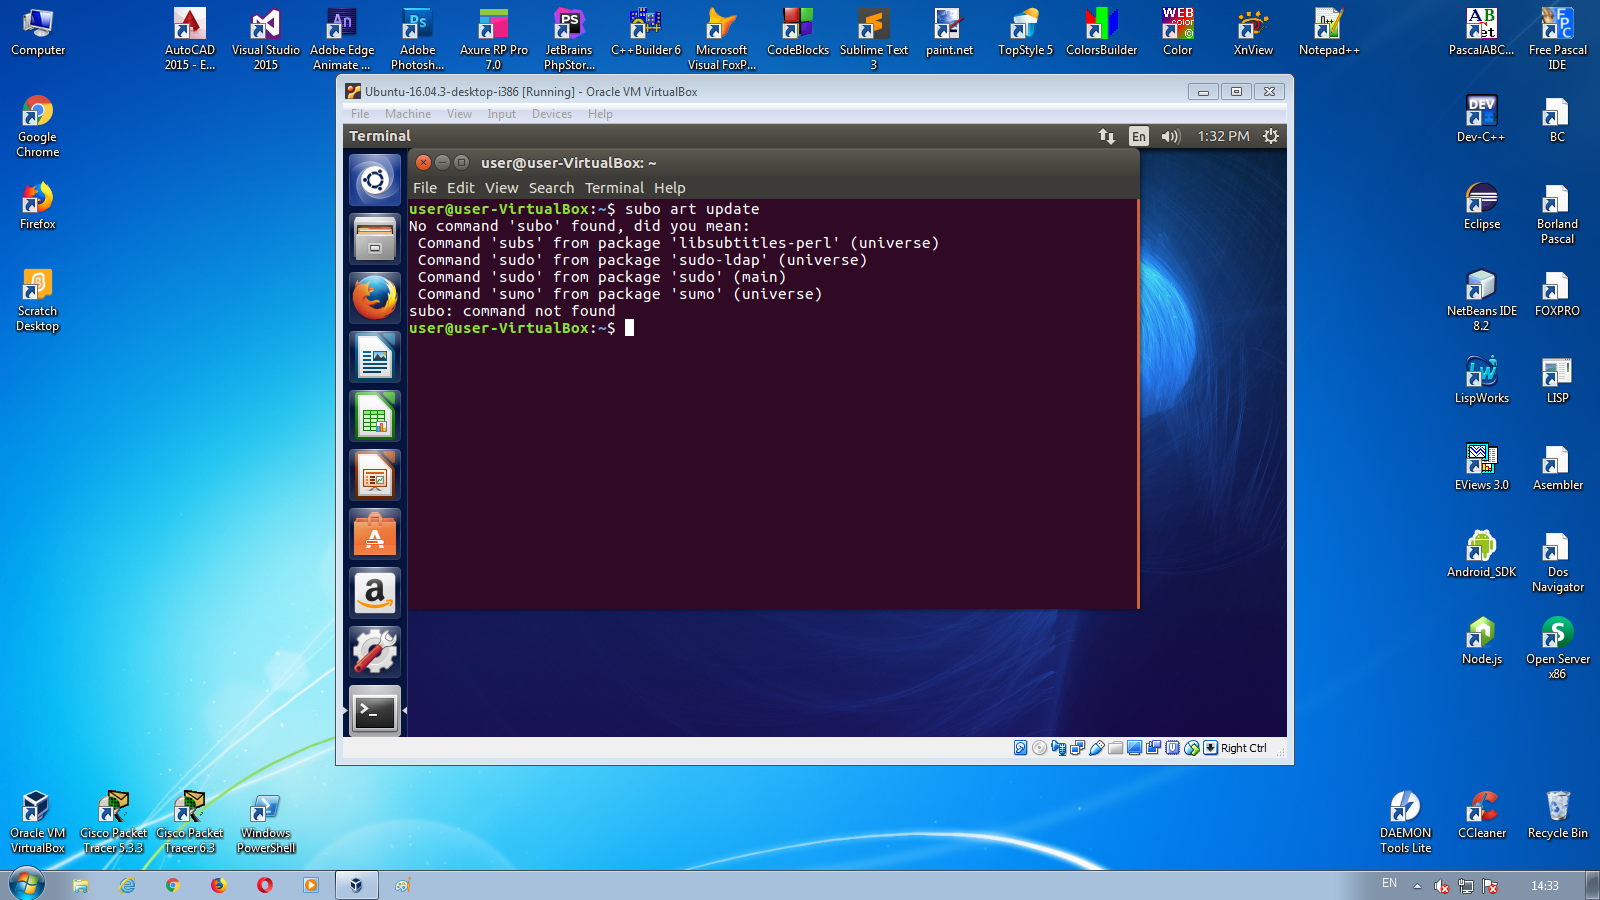 Computer
AutoCAD
2015 - E...
Visual Studio
2015
Adobe Edge
Animate ...
Adobe
Photosh...
Axure RP Pro
7.0
JetBrains
PhpStor...
C++Builder 6
Microsoft
Visual FoxP...
CodeBlocks
Sublime Text
3
paint.net
TopStyle 5
ColorsBuilder
Color
XnView
Notepad++
PascalABC...
Free Pascal
IDE
Google
Chrome
Firefox
Scratch
Desktop
Ubuntu-16.04.3-desktop-i386 [Running] - Oracle VM VirtualBox
File Machine View Input Devices Help
Terminal
En
1:32 PM
user@user-VirtualBox: ~
File Edit View Search Terminal Help
user@user-VirtualBox:~$ subo art update
No command 'subo' found, did you mean:
Command 'subs' from package 'libsubtitles-perl' (universe)
Command 'sudo' from package 'sudo-ldap' (universe)
Command 'sudo' from package 'sudo' (main)
Command 'sumo' from package 'sumo' (universe)
subo: command not found
user@user-VirtualBox:~$
Right Ctrl
Dev-C++
BC
Eclipse
Borland
Pascal
NetBeans IDE
8.2
FOXPRO
LispWorks
LISP
EViews 3.0
Asembler
Android_SDK
Dos
Navigator
Node.js
Open Server
x86
Oracle VM
VirtualBox
Cisco Packet
Tracer 5.3.3
Cisco Packet
Tracer 6.3
Windows
PowerShell
DAEMON
Tools Lite
CCleaner
Recycle Bin
EN
14:33